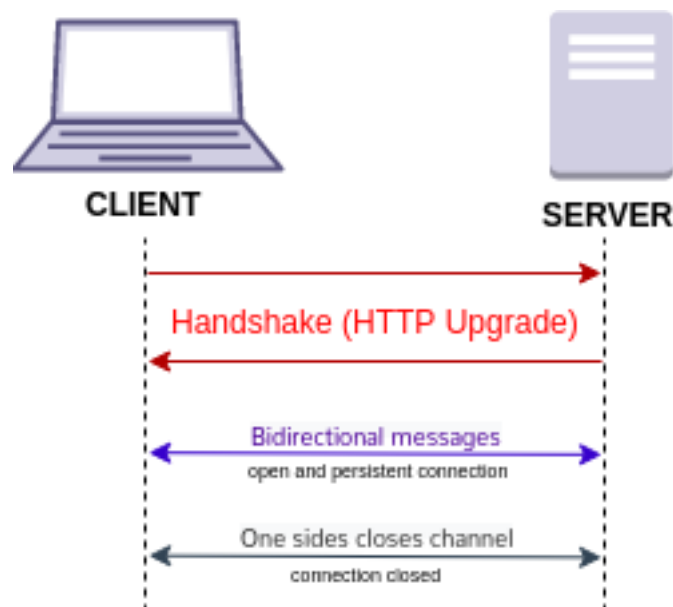 CLIENT
SERVER
Handshake (HTTP Upgrade)
Bidirectional messages
open and persistent connection
One sides closes channel
connection closed